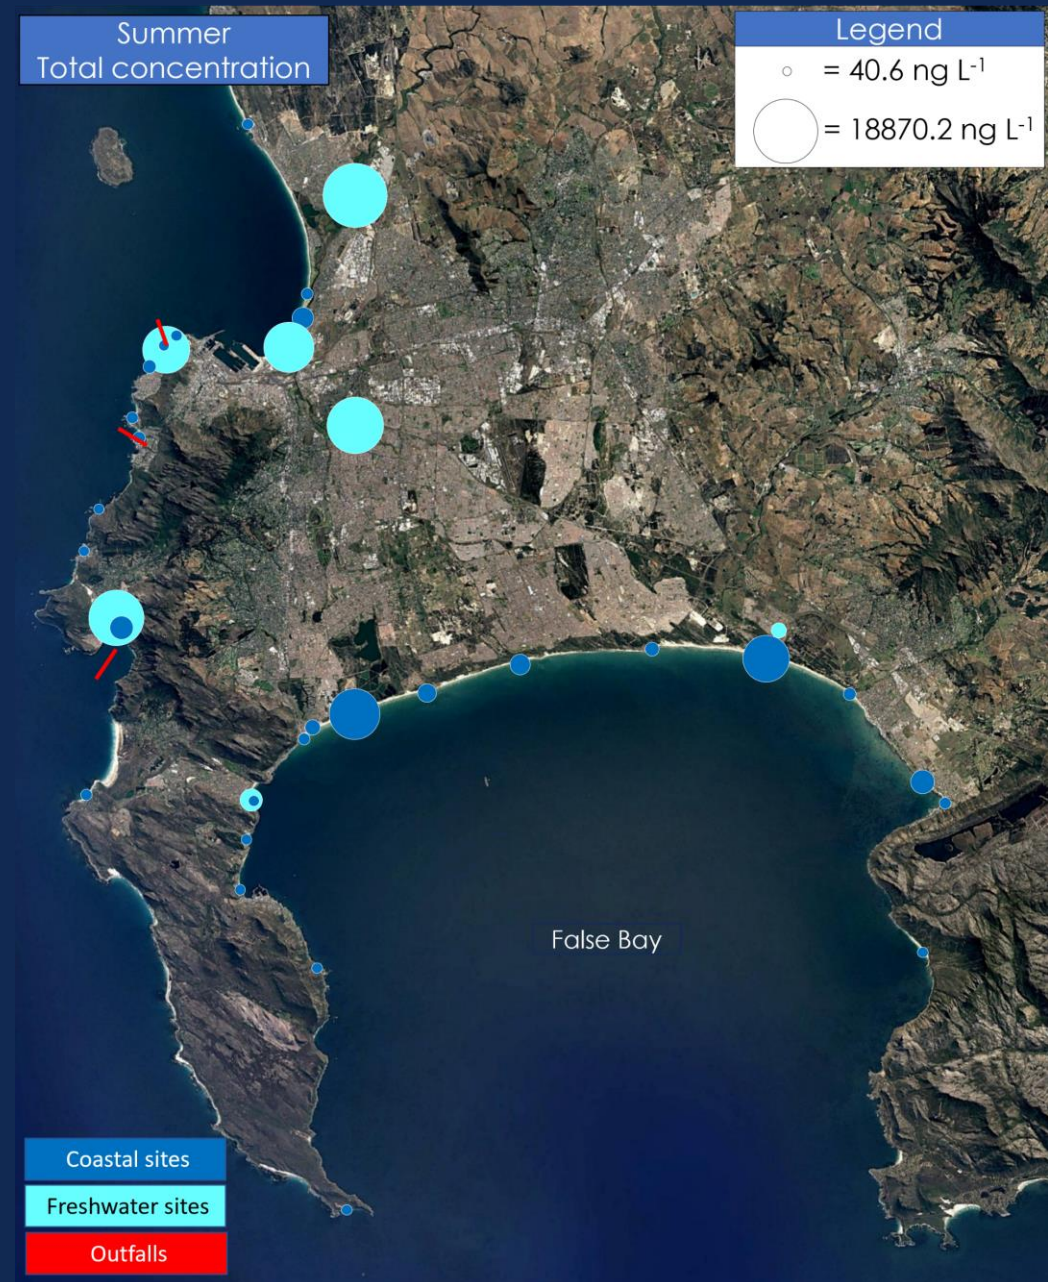 Summer
Total concentration
Legend
= 40.6 ng L⁻¹
= 18870.2 ng L⁻¹
False Bay
Coastal sites
Freshwater sites
Outfalls